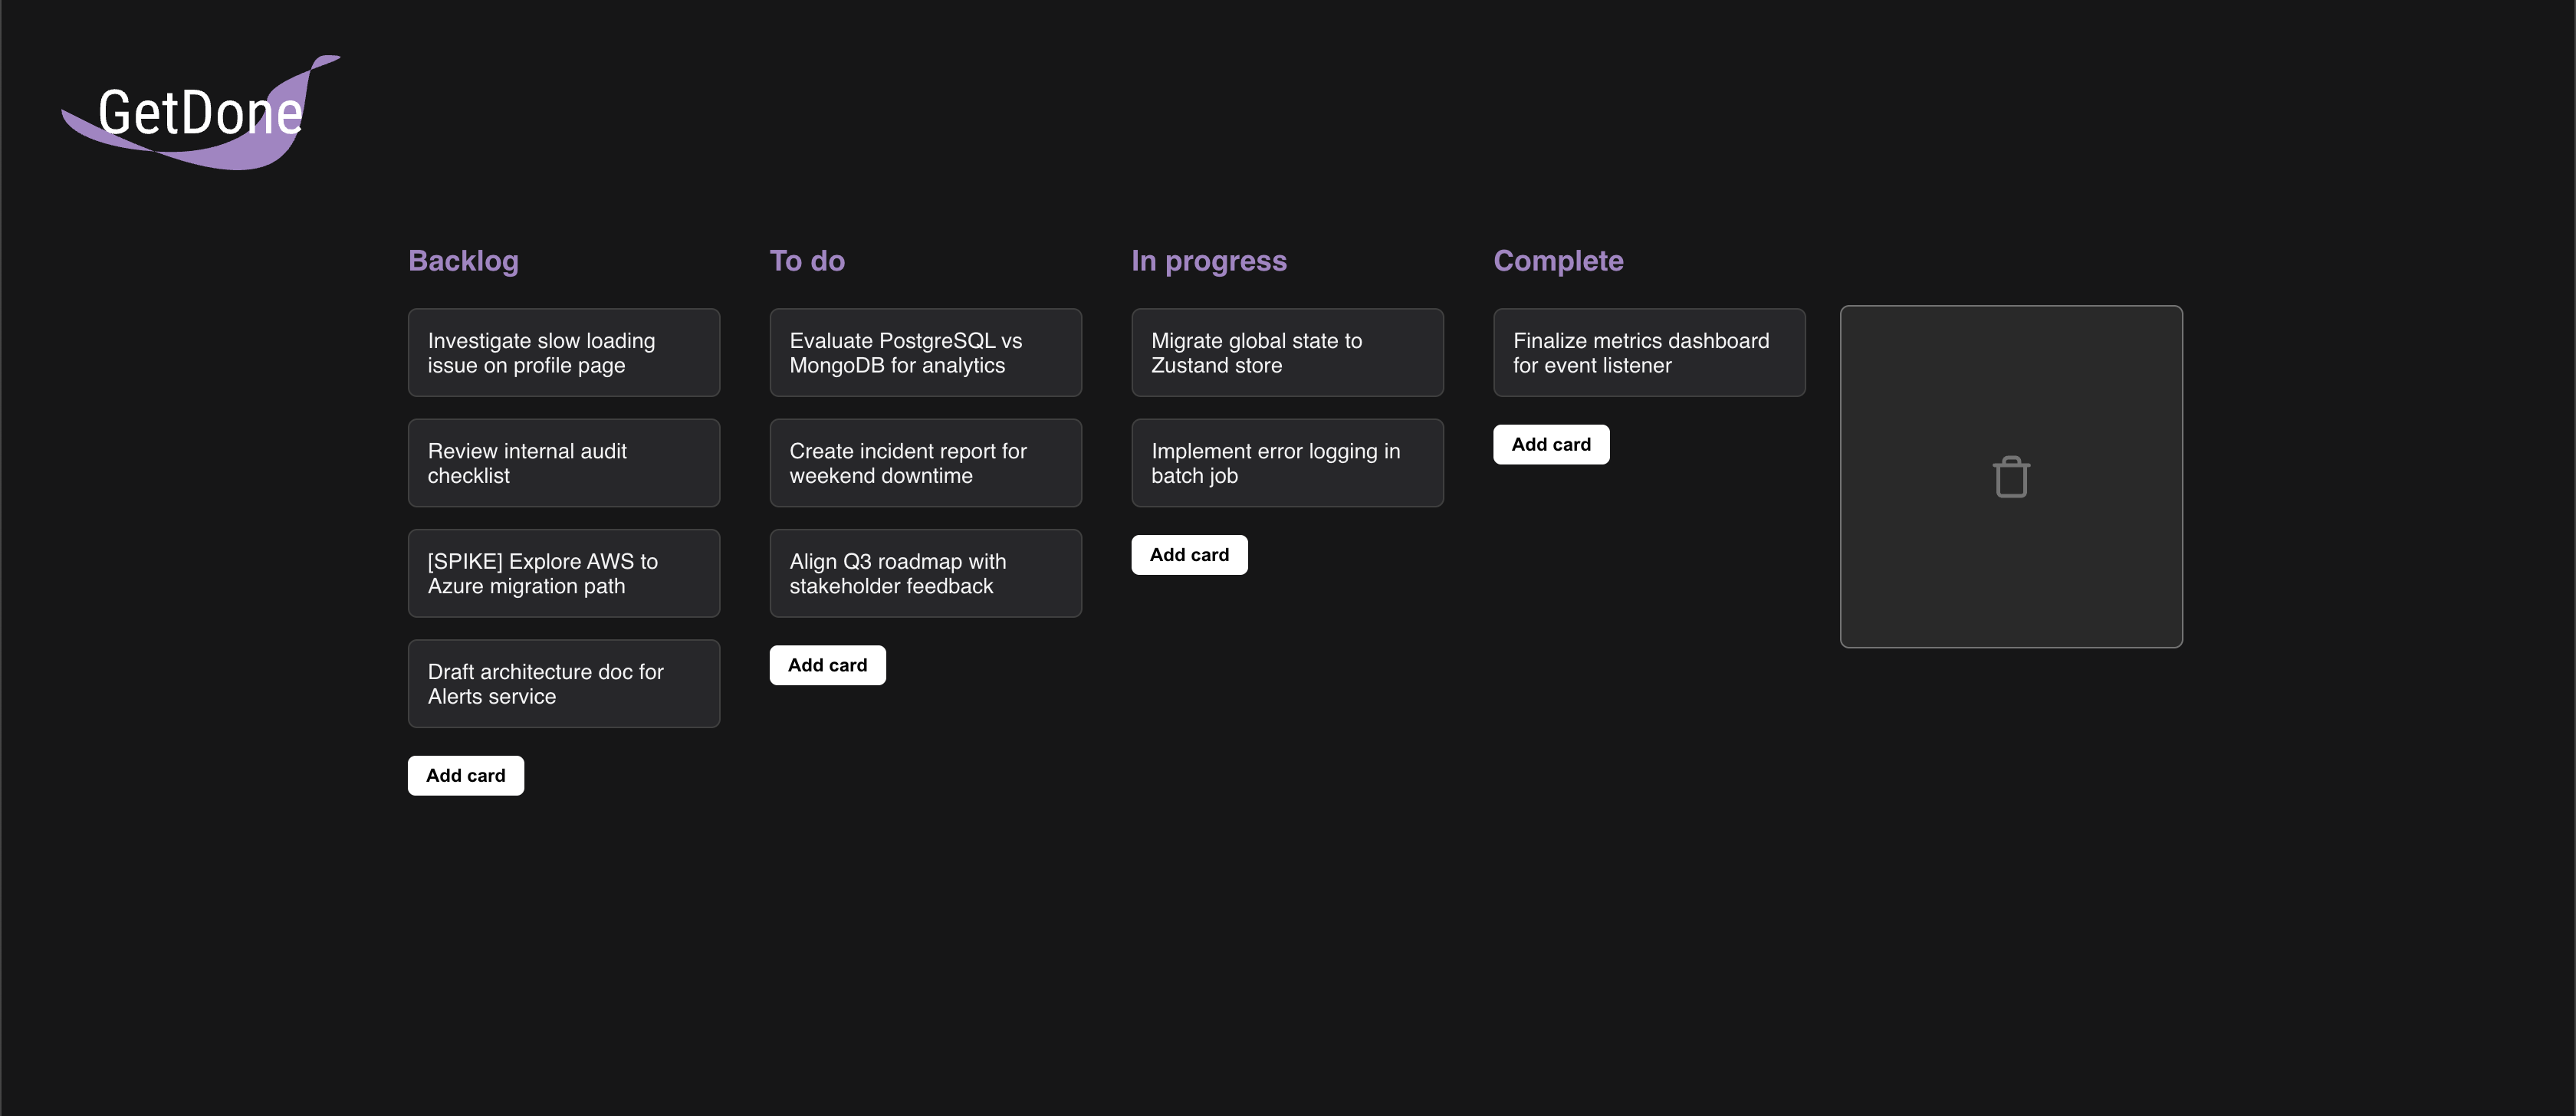 GetDone
Backlog
Investigate slow loading
issue on profile page
Review internal audit
checklist
[SPIKE] Explore AWS to
Azure migration path
Draft architecture doc for
Alerts service
Add card
To do
Evaluate PostgreSQL vs
MongoDB for analytics
Create incident report for
weekend downtime
Align Q3 roadmap with
stakeholder feedback
Add card
In progress
Migrate global state to
Zustand store
Implement error logging in
batch job
Add card
Complete
Finalize metrics dashboard
for event listener
Add card